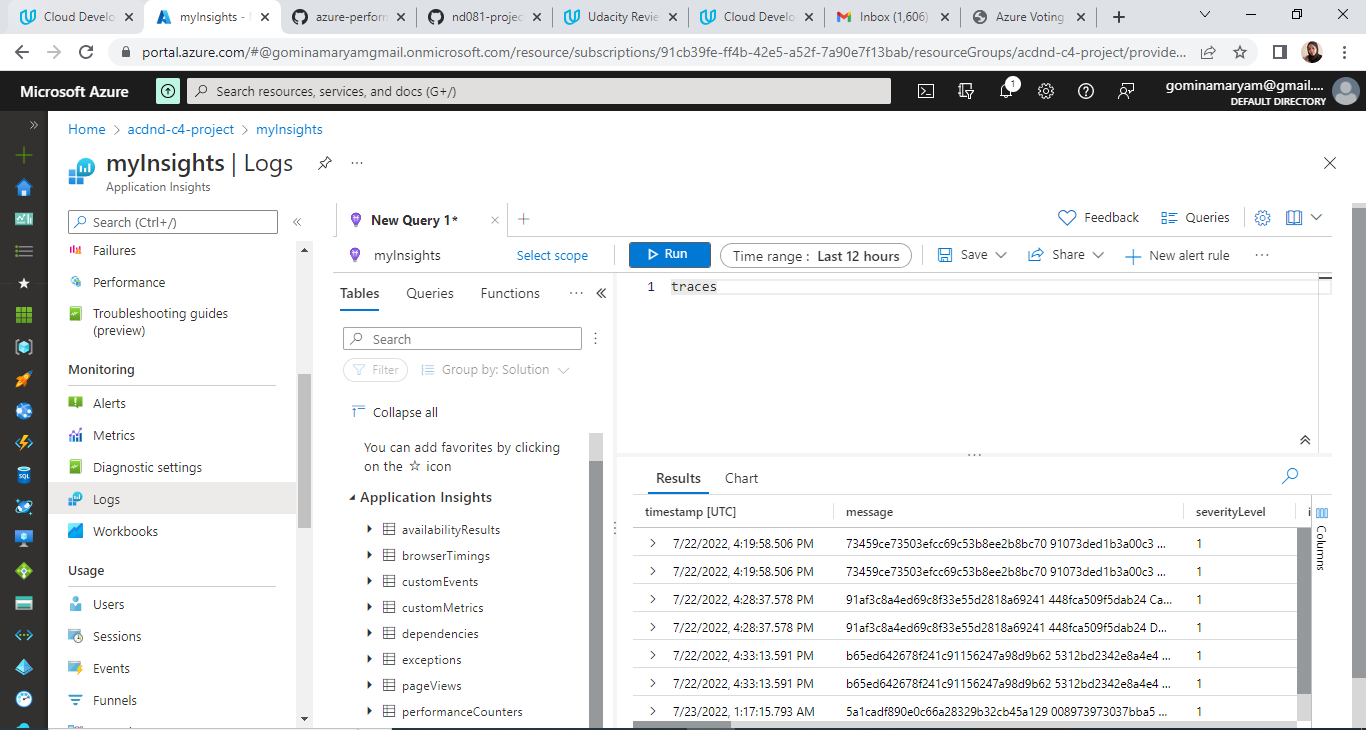 Cloud Develo
myInsights -
azure-perforn
nd081-projec
Udacity Revie
Cloud Develo
Inbox (1,606)
Azure Voting
portal.azure.com/#@gominamaryamgmail.onmicrosoft.com/resource/subscriptions/91cb39fe-ff4b-42e5-a52f-7a90e7f13bab/resourceGroups/acdnd-c4-project/provide...
Microsoft Azure
Search resources, services, and docs (G+/)
1
gominamaryam@gmail....
DEFAULT DIRECTORY
Home > acdnd-c4-project > myInsights
myInsights | Logs
Application Insights
Search (Ctrl+/)
Failures
Performance
Troubleshooting guides
(preview)
Monitoring
Alerts
Metrics
Diagnostic settings
Logs
Workbooks
Usage
Users
Sessions
Events
Funnels
New Query 1*
Feedback
Queries
myInsights
Select scope
Run
Time range : Last 12 hours
Save
Share
New alert rule
Tables
Queries
Functions
Search
Filter
Group by: Solution
Collapse all
You can add favorites by clicking
on the ☆ icon
Application Insights
availabilityResults
browserTimings
customEvents
customMetrics
dependencies
exceptions
pageViews
performanceCounters
1 traces
Results
Chart
timestamp [UTC] message severityLevel i
7/22/2022, 4:19:58.506 PM 73459ce73503efcc69c53b8ee2b8bc70 91073ded1b3a00c3 ... 1
7/22/2022, 4:19:58.506 PM 73459ce73503efcc69c53b8ee2b8bc70 91073ded1b3a00c3 ... 1
7/22/2022, 4:28:37.578 PM 91af3c8a4ed69c8f33e55d2818a69241 448fca509f5dab24 Ca... 1
7/22/2022, 4:28:37.578 PM 91af3c8a4ed69c8f33e55d2818a69241 448fca509f5dab24 D... 1
7/22/2022, 4:33:13.591 PM b65ed642678f241c91156247a98d9b62 5312bd2342e8a4e4 ... 1
7/22/2022, 4:33:13.591 PM b65ed642678f241c91156247a98d9b62 5312bd2342e8a4e4 ... 1
7/23/2022, 1:17:15.793 AM 5a1cadf890e0c66a28329b32cb45a129 008973973037bba5 ... 1
Columns